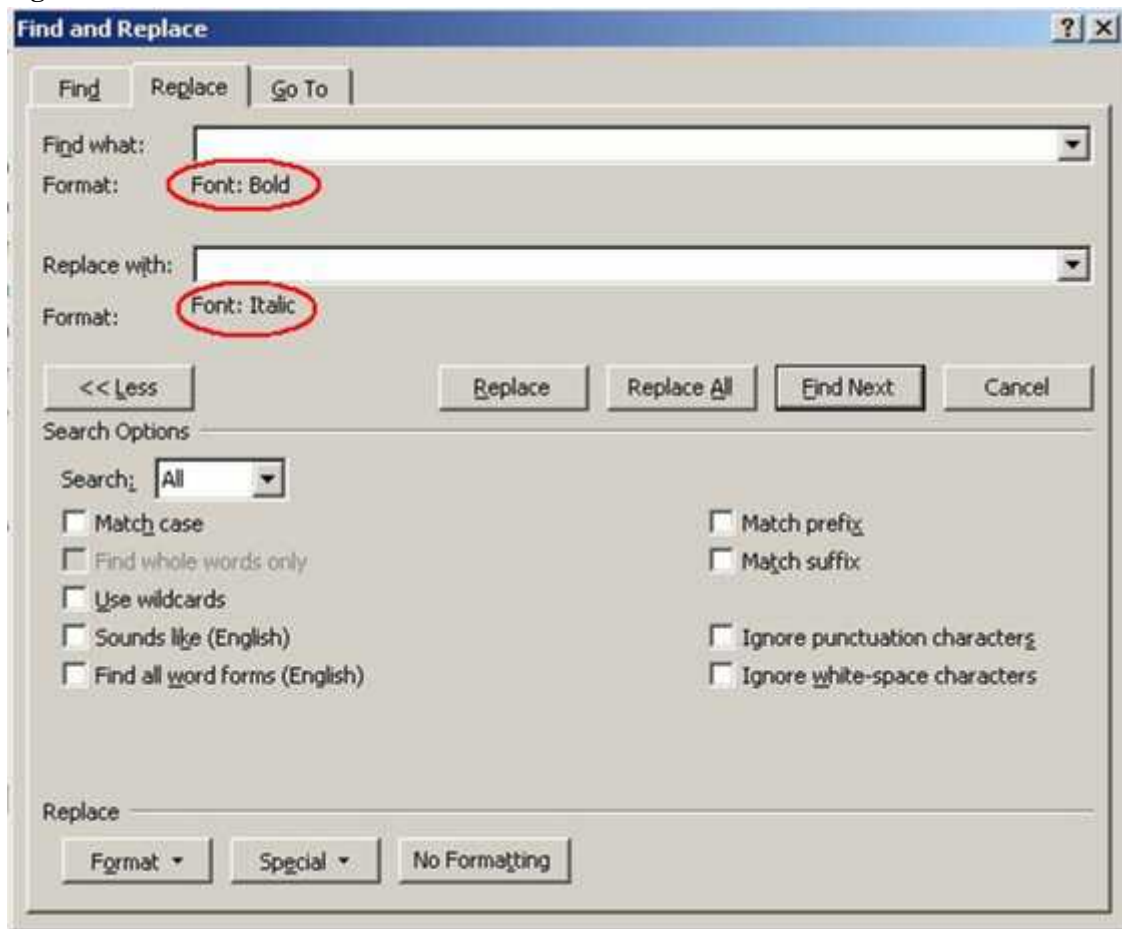 Find and Replace
Find Replace Go To
Find what:
Format: Font: Bold
Replace with:
Format: Font: Italic
<< Less Replace Replace All Find Next Cancel
Search Options
Search: All
Match case Match prefix
Find whole words only Match suffix
Use wildcards
Sounds like (English) Ignore punctuation characters
Find all word forms (English) Ignore white-space characters
Replace
Format Special No Formatting